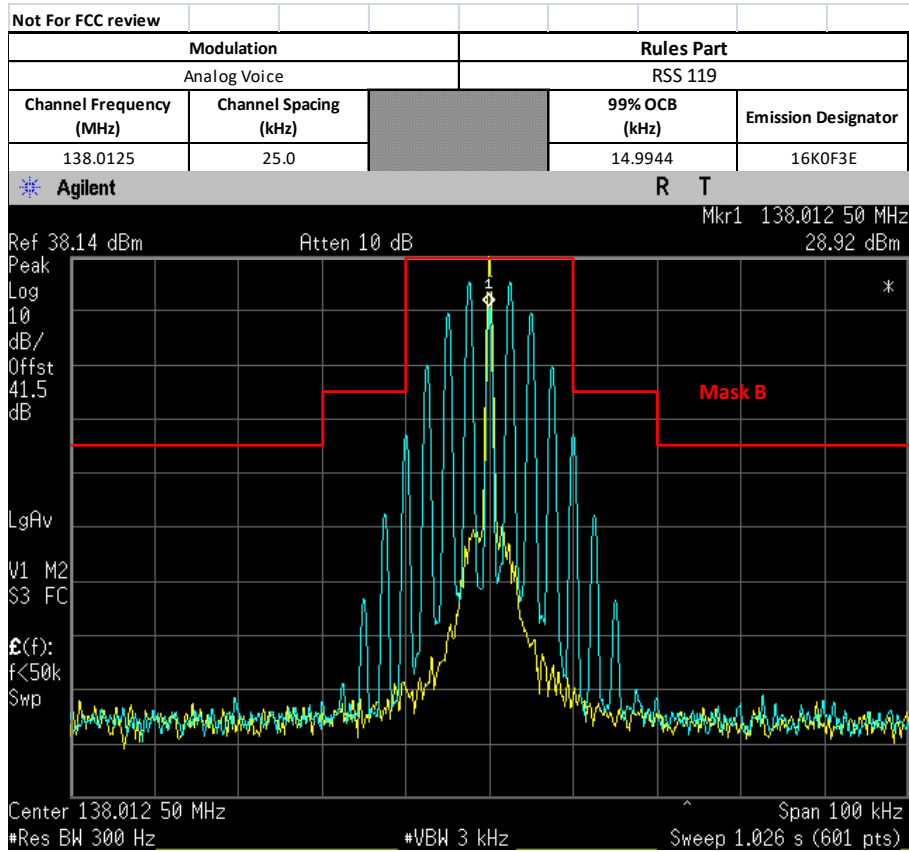 Not For FCC review
Modulation Rules Part
Analog Voice RSS 119
Channel Frequency (MHz) Channel Spacing (kHz) 99% OCB (kHz) Emission Designator
138.0125 25.0 14.9944 16K0F3E
Agilent R T
Mkr1 138.012 50 MHz
Ref 38.14 dBm Atten 10 dB 28.92 dBm
Peak
Log
10
dB/
Offst
41.5
dB
1
*
Mask B
LgAv
V1 M2
S3 FC
£(f):
f<50k
Swp
Center 138.012 50 MHz ^ Span 100 kHz
#Res BW 300 Hz #VBW 3 kHz Sweep 1.026 s (601 pts)